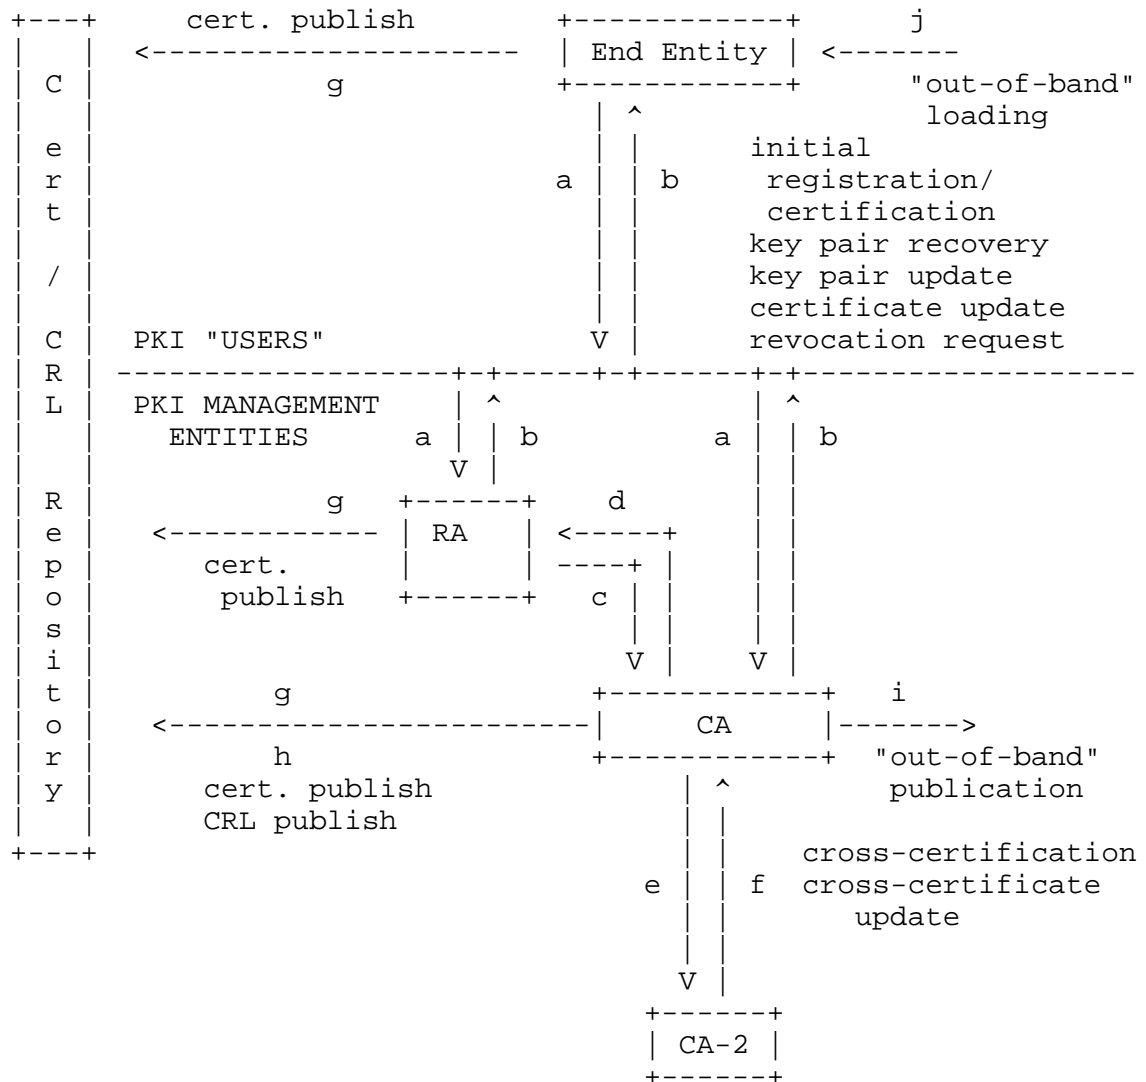 cert. publish j
End Entity
C g "out-of-band"
loading
e initial
r a b registration/
t certification
key pair recovery
/ key pair update
certificate update
C PKI "USERS" V revocation request
R
L PKI MANAGEMENT
ENTITIES a b a b
V
R g d
e RA
p cert.
o publish c
s
i V V
t g i
o CA
r h "out-of-band"
y cert. publish publication
CRL publish
cross-certification
e f cross-certificate
update
V
CA-2